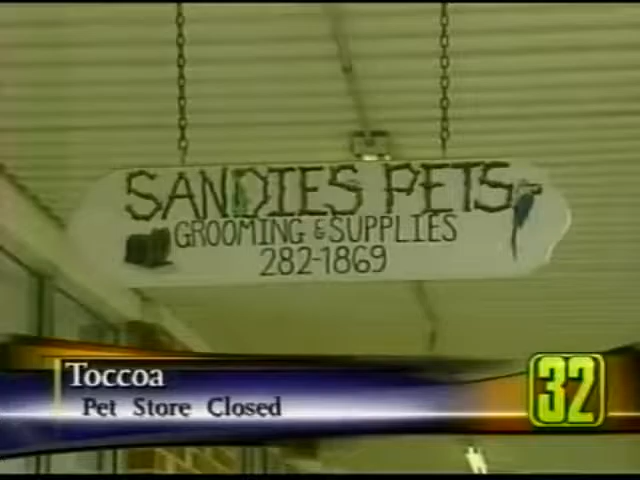 SANDIES PETS
GROOMING & SUPPLIES
282-1869
Toccoa
Pet Store Closed
32